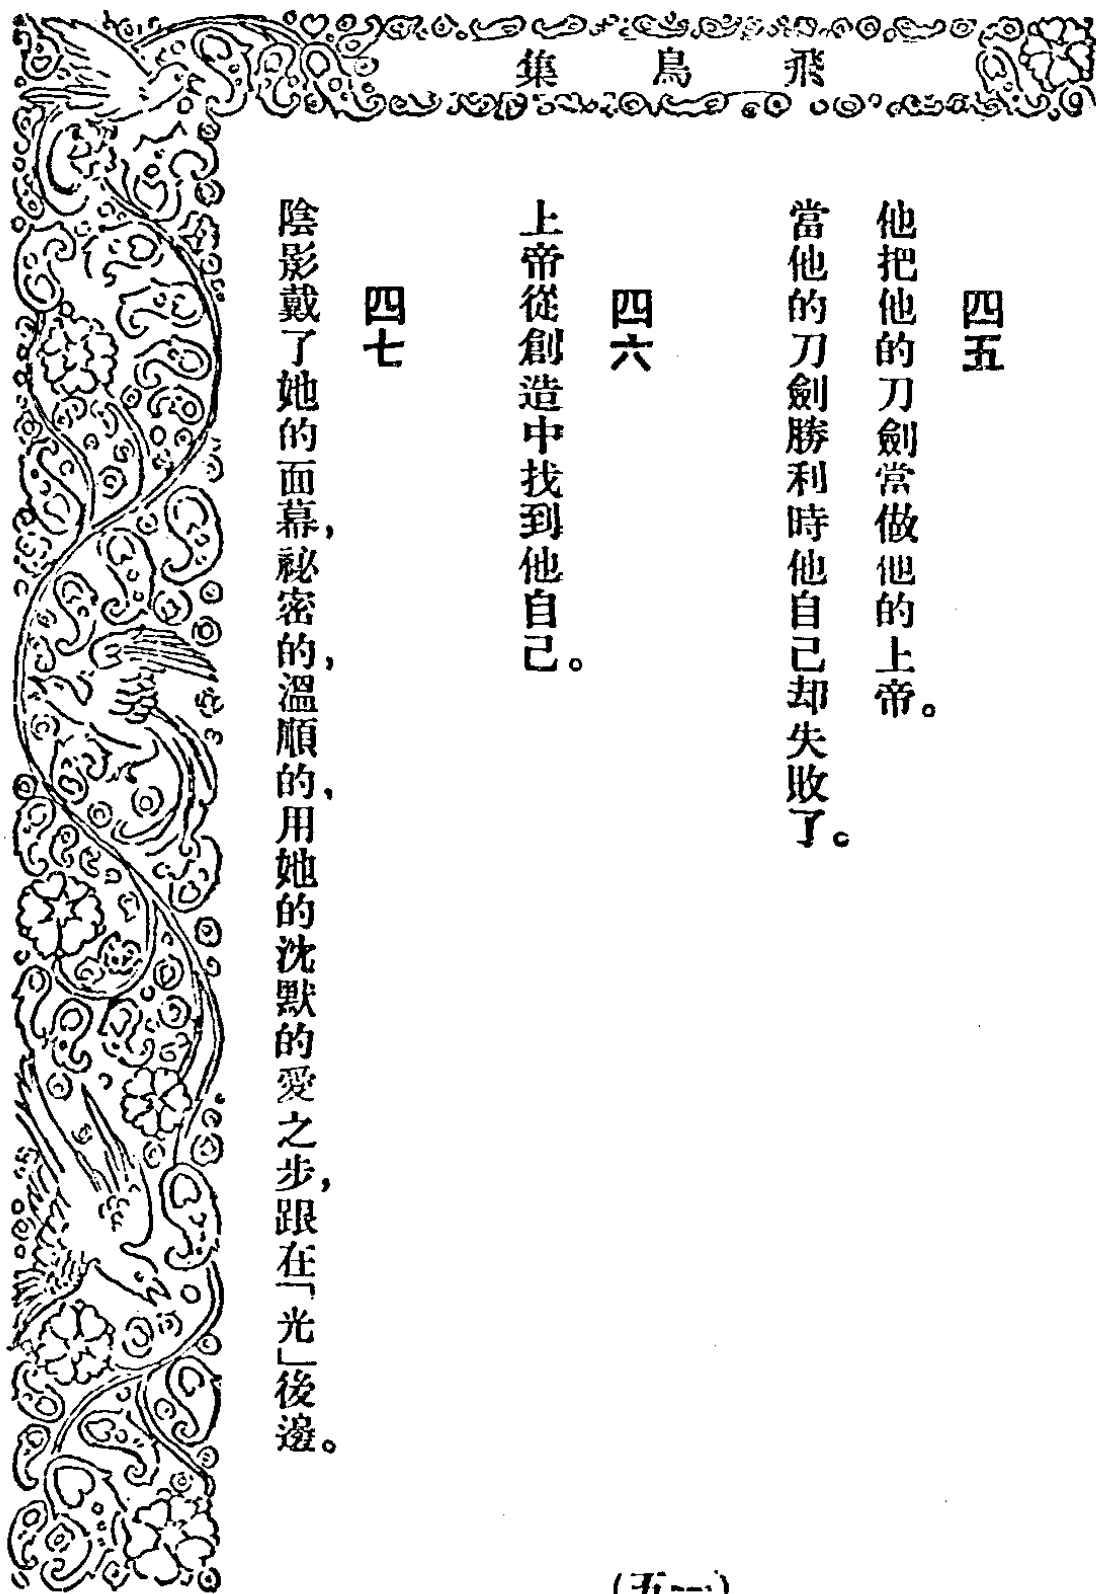 飛鳥集
四五
他把他的刀劍當做他的上帝。
當他的刀劍勝利時他自己却失敗了。
四六
上帝從創造中找到他自己。
四七
陰影戴了她的面幕，祕密的，溫順的，用她的沈默的愛之步，跟在「光」後邊。
(五一)